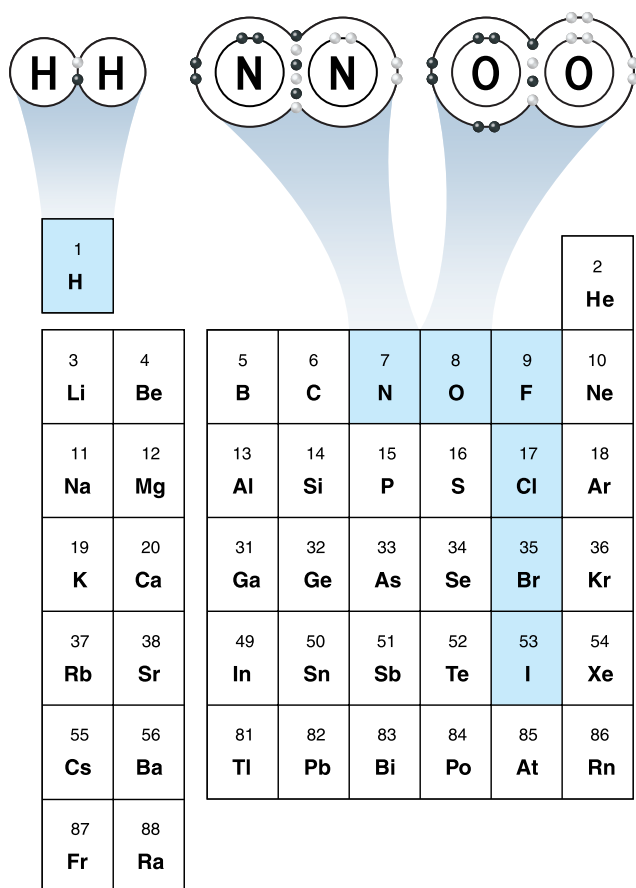 H H N N O O
1
H
2
He
3 4 5 6 7 8 9 10
Li Be B C N O F Ne
11 12 13 14 15 16 17 18
Na Mg Al Si P S Cl Ar
19 20 31 32 33 34 35 36
K Ca Ga Ge As Se Br Kr
37 38 49 50 51 52 53 54
Rb Sr In Sn Sb Te I Xe
55 56 81 82 83 84 85 86
Cs Ba Tl Pb Bi Po At Rn
87 88
Fr Ra